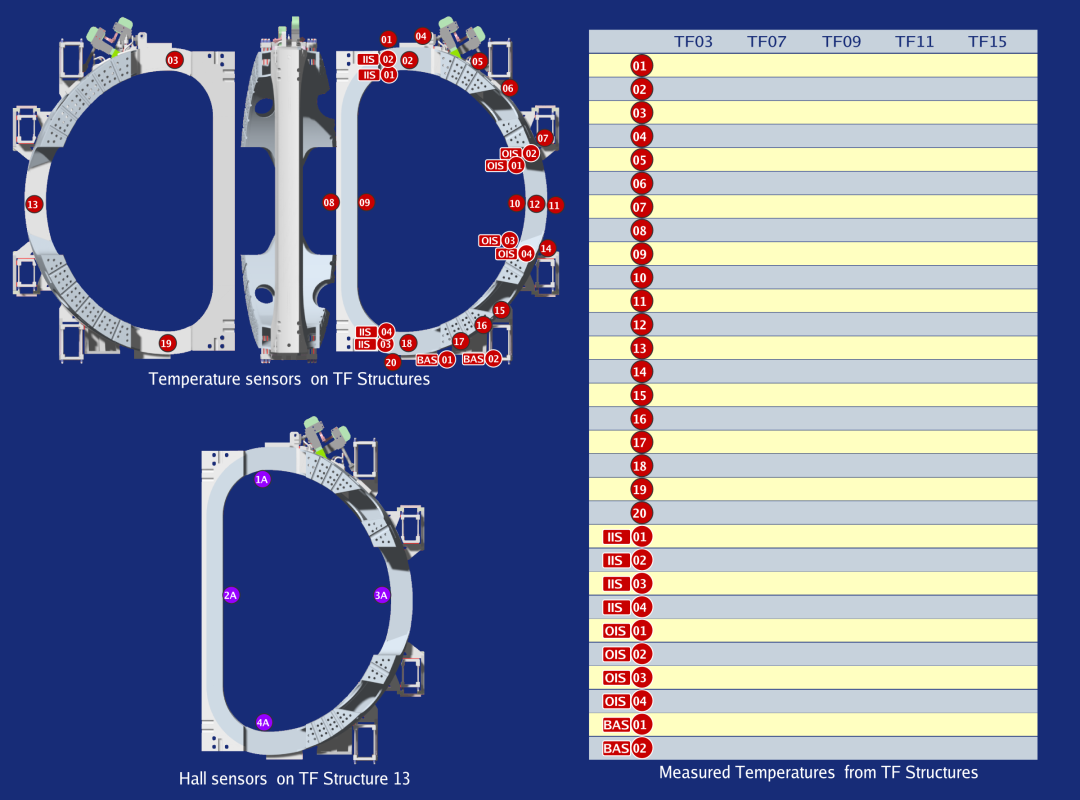 01
04
03
IIS 02
02
05
IIS 01
06
07
OIS 02
OIS 01
13
08
09
10
12
11
OIS 03
14
OIS 04
15
16
IIS 04
17
19
IIS 03
18
BAS 01
BAS 02
20
Temperature sensors on TF Structures
1A
2A
3A
4A
Hall sensors on TF Structure 13
TF03 TF07 TF09 TF11 TF15
01
02
03
04
05
06
07
08
09
10
11
12
13
14
15
16
17
18
19
20
IIS 01
IIS 02
IIS 03
IIS 04
OIS 01
OIS 02
OIS 03
OIS 04
BAS 01
BAS 02
Measured Temperatures from TF Structures